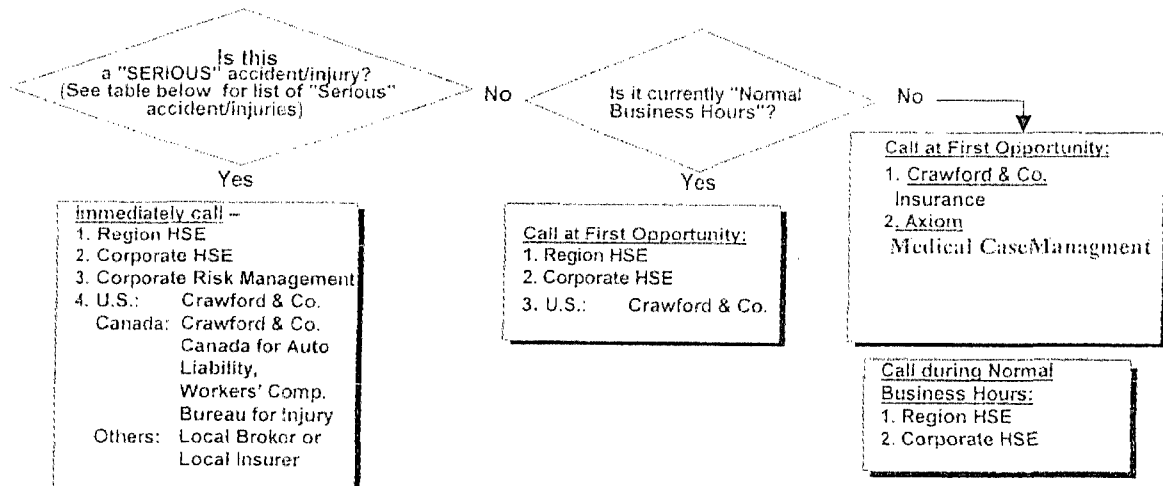 Is this
a "SERIOUS" accident/injury?
(See table below for list of "Serious"
accident/injuries)
No
Yes
Is it currently "Normal
Business Hours"?
No
Yes
Immediately call –
1. Region HSE
2. Corporate HSE
3. Corporate Risk Management
4. U.S.: Crawford & Co.
Canada: Crawford & Co.
Canada for Auto
Liability,
Workers' Comp.
Bureau for Injury
Others: Local Broker or
Local Insurer
Call at First Opportunity:
1. Region HSE
2. Corporate HSE
3. U.S.: Crawford & Co.
Call at First Opportunity:
1. Crawford & Co.
Insurance
2. Axiom
Medical CaseManagment
Call during Normal
Business Hours:
1. Region HSE
2. Corporate HSE